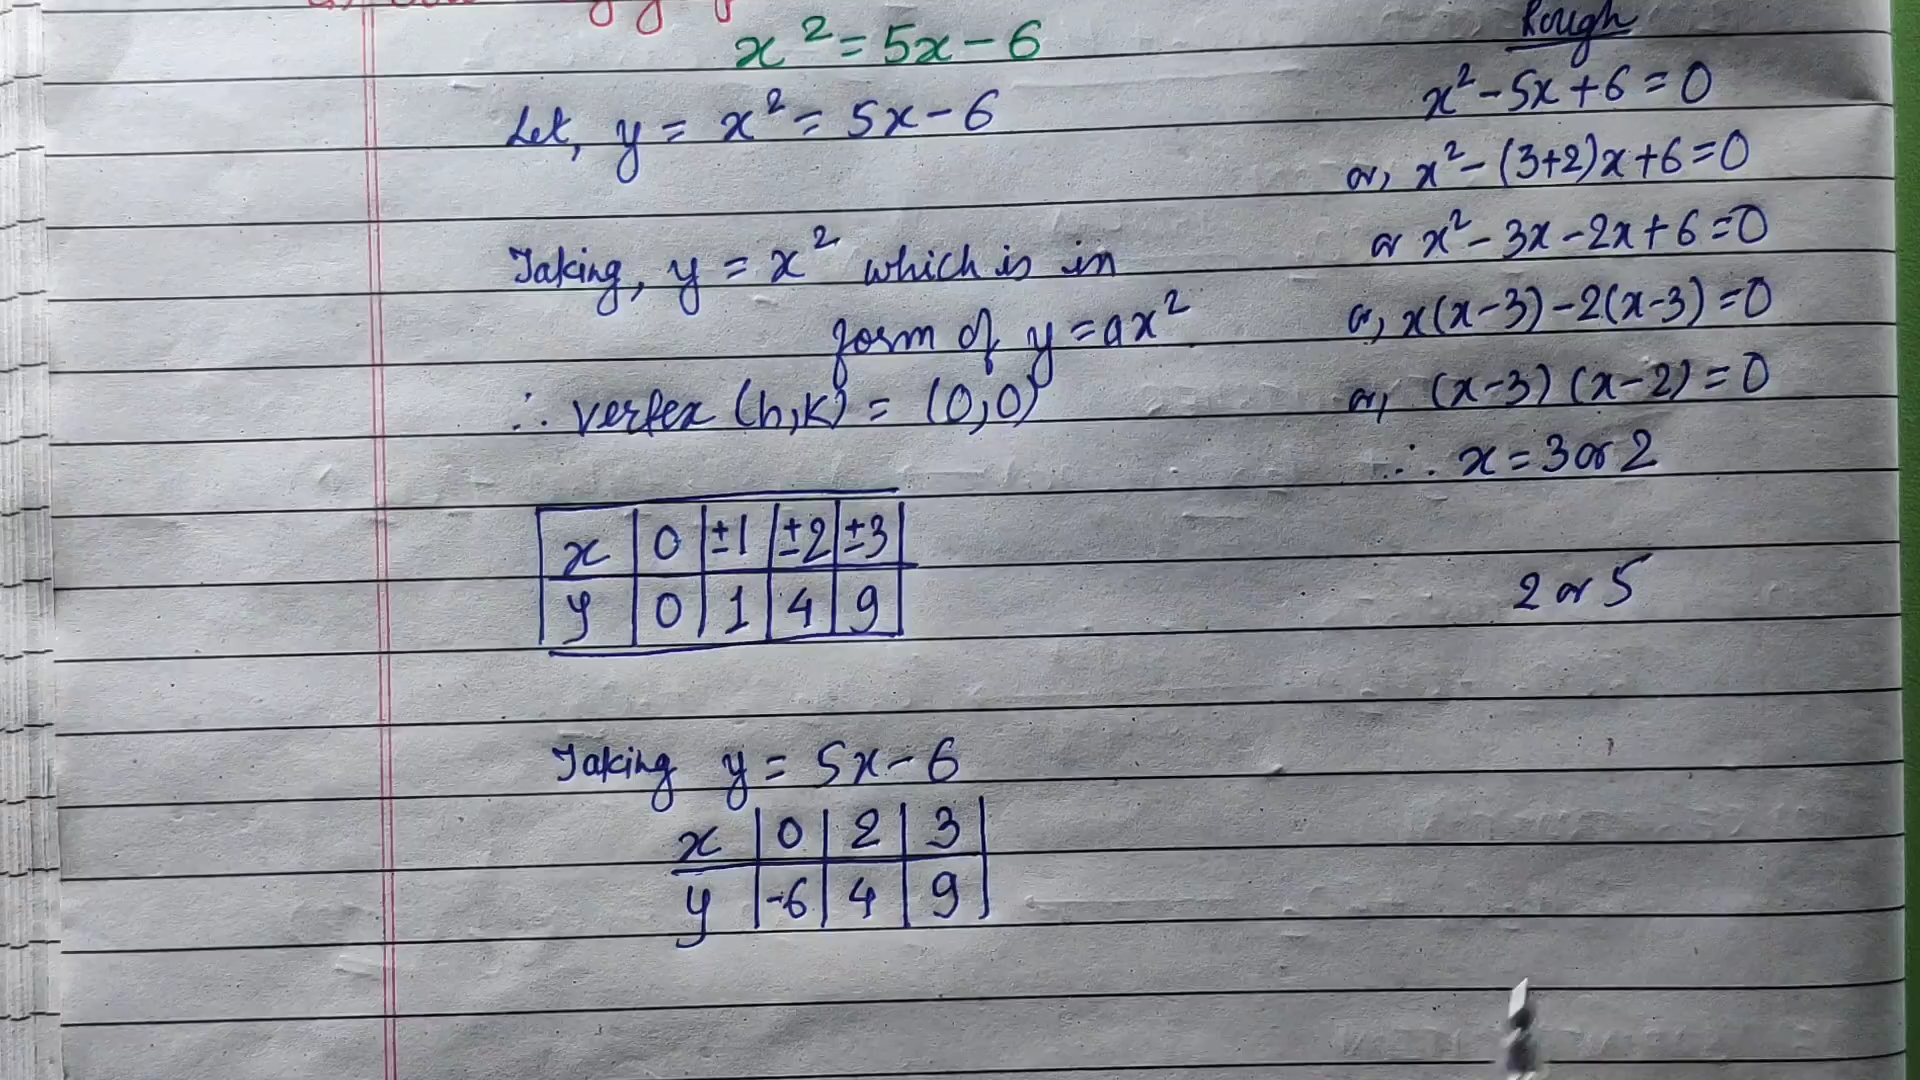 x² = 5x - 6
Let, y = x² = 5x - 6
Taking, y = x² which is in
form of y = ax²
∴ vertex (h,k) = (0,0)
x | 0 | ±1 | ±2 | ±3
y | 0 | 1 | 4 | 9
Taking y = 5x - 6
x | 0 | 2 | 3
y | -6 | 4 | 9
Rough
x² - 5x + 6 = 0
or, x² - (3+2)x + 6 = 0
or x² - 3x - 2x + 6 = 0
or, x(x-3) - 2(x-3) = 0
or, (x-3) (x-2) = 0
∴ x = 3 or 2
2 or 5